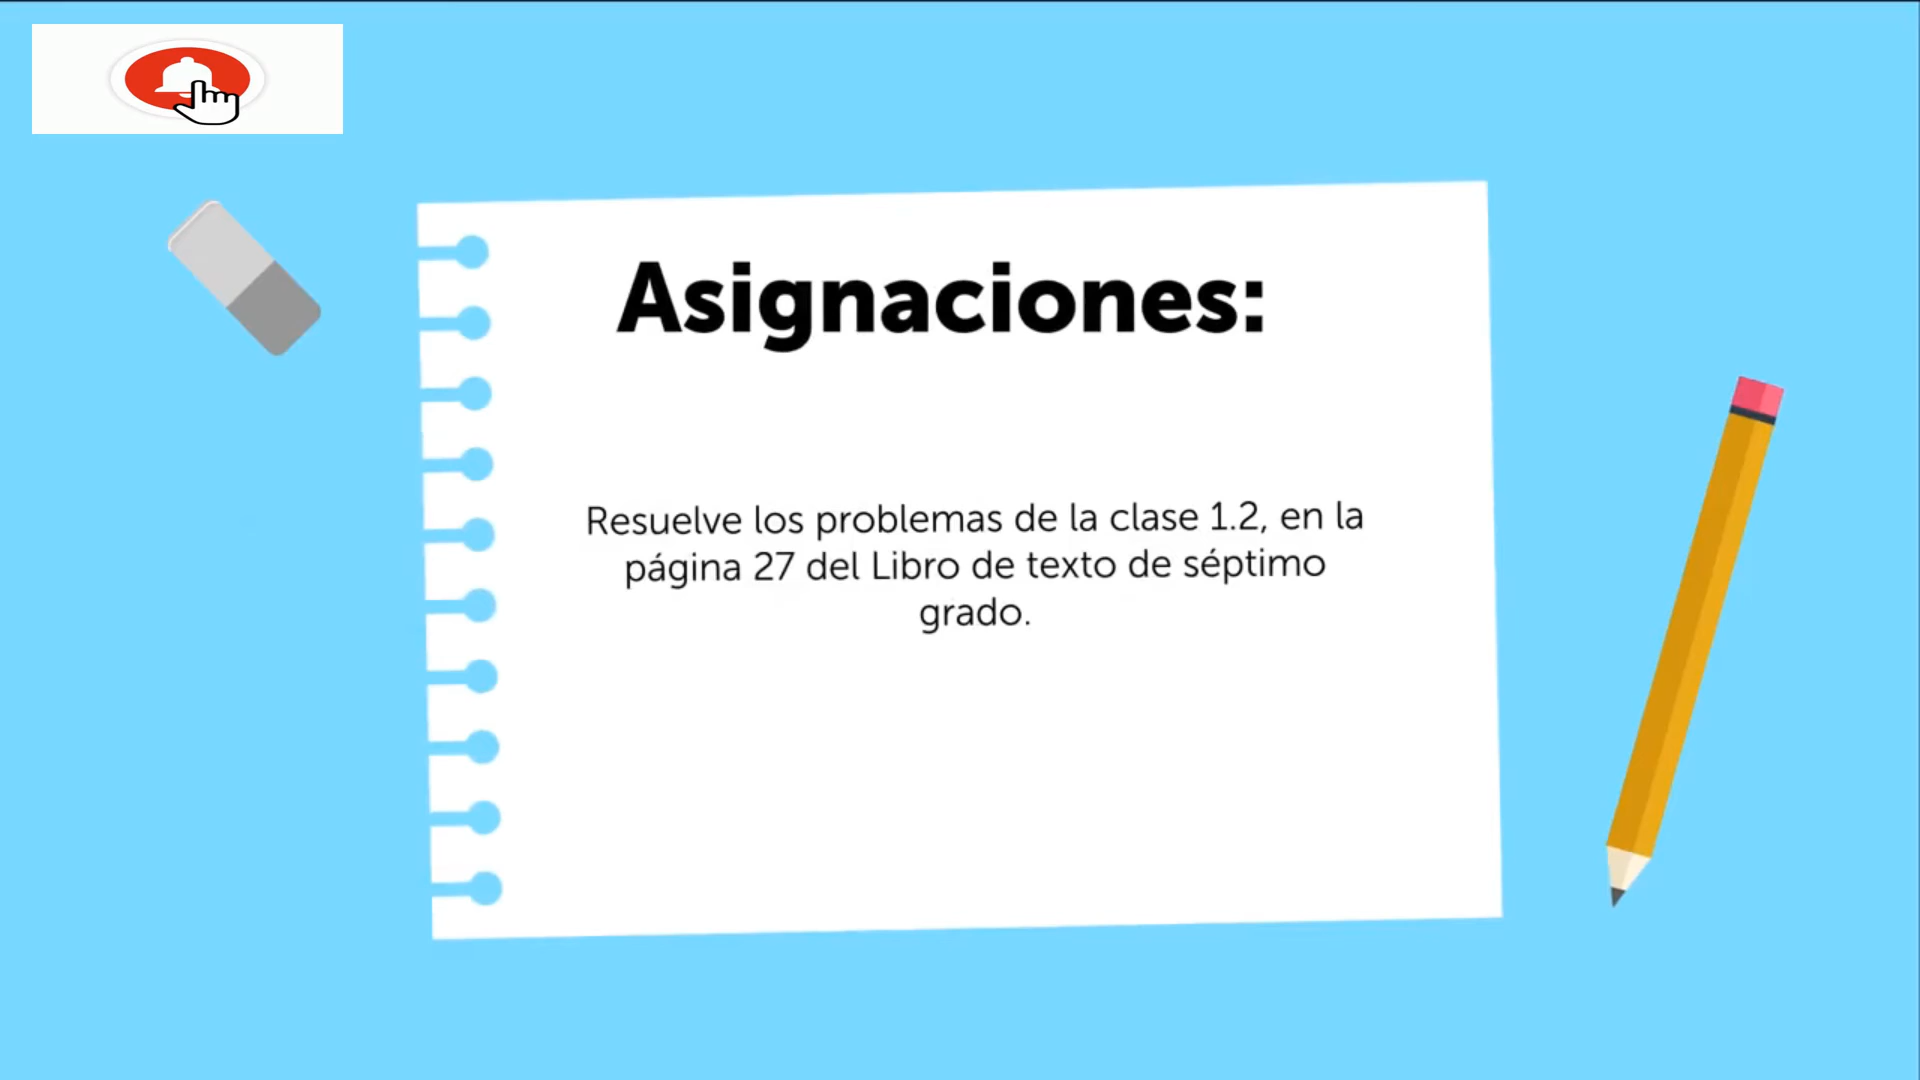 Asignaciones:
Resuelve los problemas de la clase 1.2, en la
página 27 del Libro de texto de séptimo
grado.